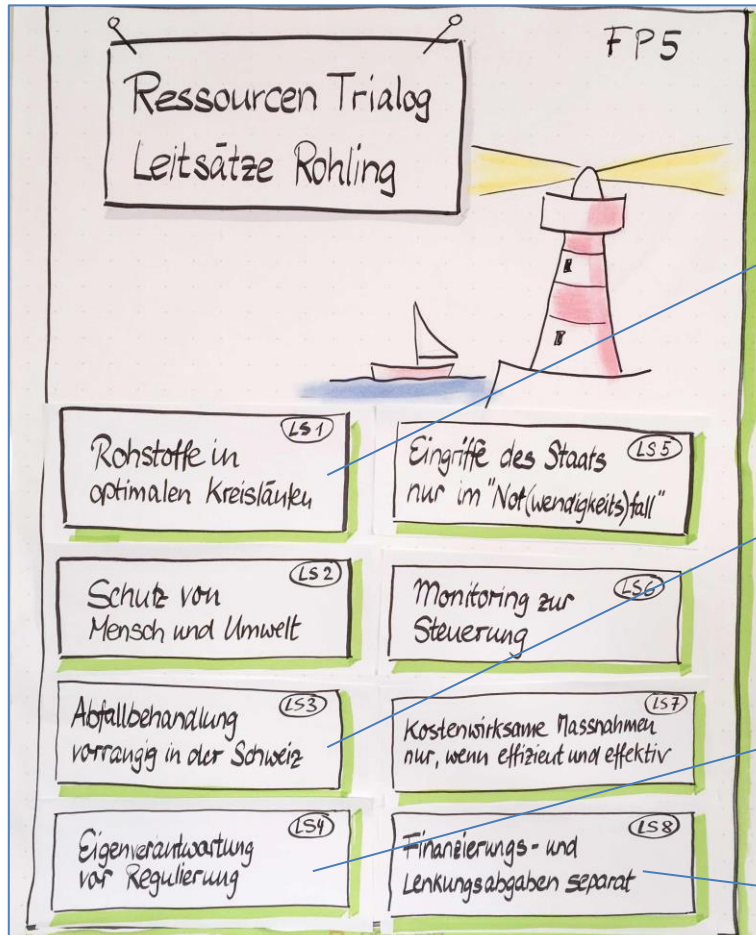 FP5
Ressourcen Trialog
Leitsätze Rohling
LS1
Rohstoffe in
optimalen Kreisläufen
LS5
Eingriffe des Staats
nur im "Not(wendigkeits)fall"
LS2
Schutz von
Mensch und Umwelt
LS6
Monitoring zur
Steuerung
LS3
Abfallbehandlung
vorrangig in der Schweiz
LS7
Kostenwirksame Massnahmen
nur, wenn effizient und effektiv
LS4
Eigenverantwortung
vor Regulierung
LS8
Finanzierungs- und
Lenkungsabgaben separat